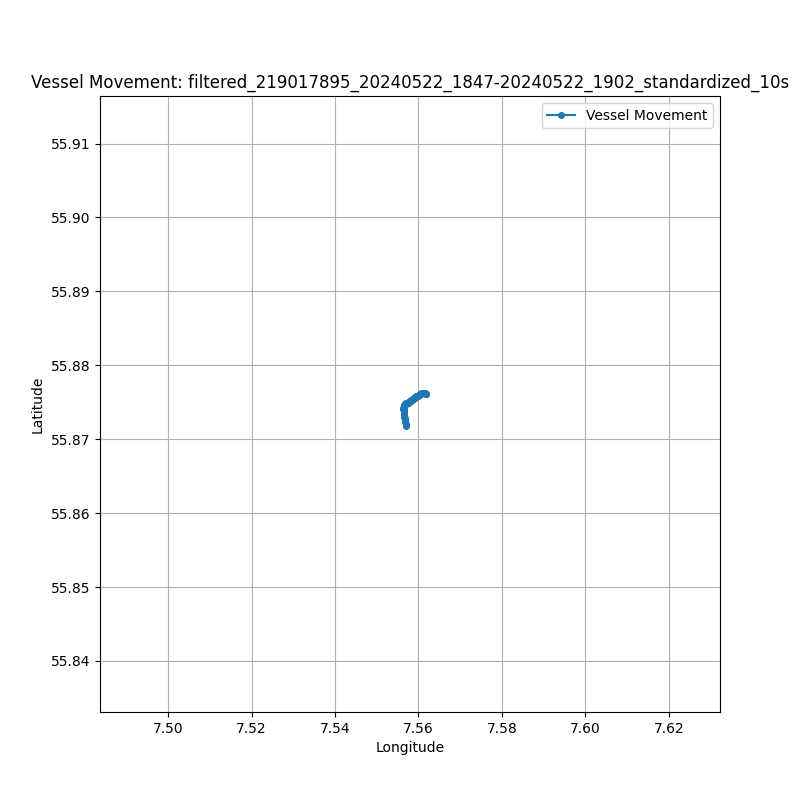 Vessel Movement: filtered_219017895_20240522_1847-20240522_1902_standardized_10s
Vessel Movement
55.91
55.90
55.89
55.88
55.87
55.86
55.85
55.84
Latitude
7.50 7.52 7.54 7.56 7.58 7.60 7.62
Longitude